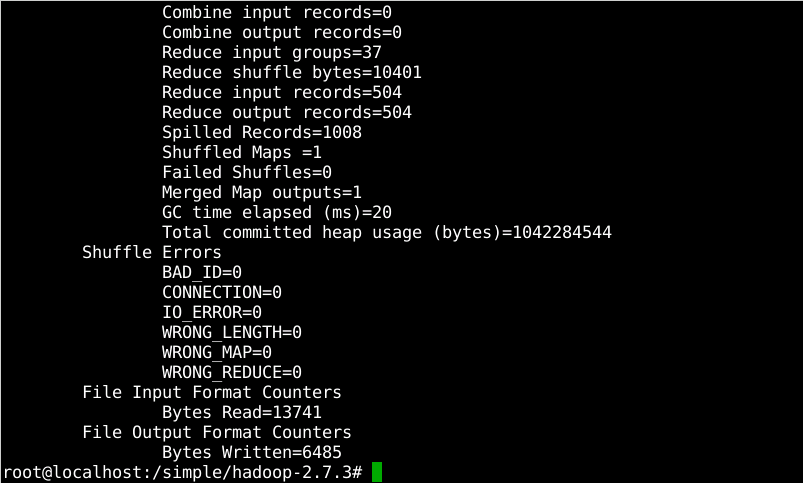 Combine input records=0
Combine output records=0
Reduce input groups=37
Reduce shuffle bytes=10401
Reduce input records=504
Reduce output records=504
Spilled Records=1008
Shuffled Maps =1
Failed Shuffles=0
Merged Map outputs=1
GC time elapsed (ms)=20
Total committed heap usage (bytes)=1042284544
Shuffle Errors
BAD_ID=0
CONNECTION=0
IO_ERROR=0
WRONG_LENGTH=0
WRONG_MAP=0
WRONG_REDUCE=0
File Input Format Counters
Bytes Read=13741
File Output Format Counters
Bytes Written=6485
root@localhost:/simple/hadoop-2.7.3#